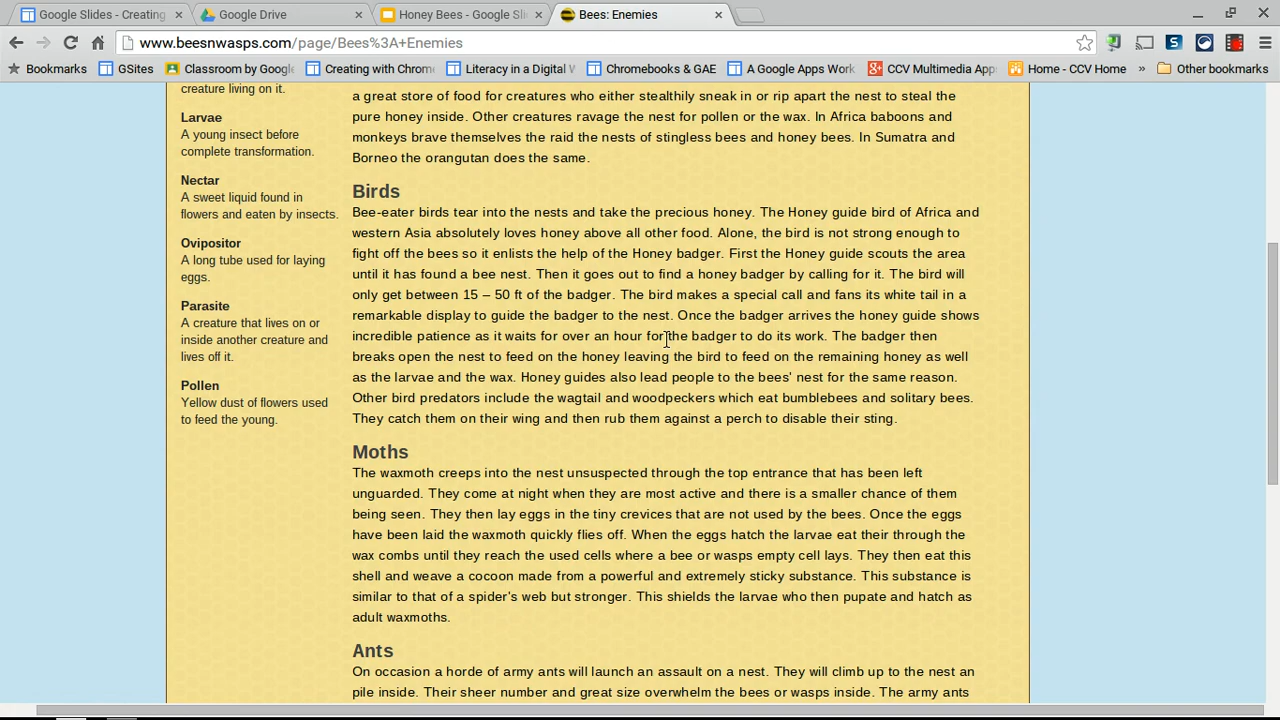 Google Slides - Creating
Google Drive
Honey Bees - Google Sli
Bees: Enemies
www.beesnwasps.com/page/Bees%3A+Enemies
Bookmarks
GSites
Classroom by Google
Creating with Chrome
Literacy in a Digital W
Chromebooks & GAE
A Google Apps Work
CCV Multimedia App
Home - CCV Home
»
Other bookmarks
creature living on it.
Larvae
A young insect before
complete transformation.
Nectar
A sweet liquid found in
flowers and eaten by insects.
Ovipositor
A long tube used for laying
eggs.
Parasite
A creature that lives on or
inside another creature and
lives off it.
Pollen
Yellow dust of flowers used
to feed the young.
a great store of food for creatures who either stealthily sneak in or rip apart the nest to steal the
pure honey inside. Other creatures ravage the nest for pollen or the wax. In Africa baboons and
monkeys brave themselves the raid the nests of stingless bees and honey bees. In Sumatra and
Borneo the orangutan does the same.
Birds
Bee-eater birds tear into the nests and take the precious honey. The Honey guide bird of Africa and
western Asia absolutely loves honey above all other food. Alone, the bird is not strong enough to
fight off the bees so it enlists the help of the Honey badger. First the Honey guide scouts the area
until it has found a bee nest. Then it goes out to find a honey badger by calling for it. The bird will
only get between 15 – 50 ft of the badger. The bird makes a special call and fans its white tail in a
remarkable display to guide the badger to the nest. Once the badger arrives the honey guide shows
incredible patience as it waits for over an hour for the badger to do its work. The badger then
breaks open the nest to feed on the honey leaving the bird to feed on the remaining honey as well
as the larvae and the wax. Honey guides also lead people to the bees' nest for the same reason.
Other bird predators include the wagtail and woodpeckers which eat bumblebees and solitary bees.
They catch them on their wing and then rub them against a perch to disable their sting.
Moths
The waxmoth creeps into the nest unsuspected through the top entrance that has been left
unguarded. They come at night when they are most active and there is a smaller chance of them
being seen. They then lay eggs in the tiny crevices that are not used by the bees. Once the eggs
have been laid the waxmoth quickly flies off. When the eggs hatch the larvae eat their through the
wax combs until they reach the used cells where a bee or wasps empty cell lays. They then eat this
shell and weave a cocoon made from a powerful and extremely sticky substance. This substance is
similar to that of a spider's web but stronger. This shields the larvae who then pupate and hatch as
adult waxmoths.
Ants
On occasion a horde of army ants will launch an assault on a nest. They will climb up to the nest an
pile inside. Their sheer number and great size overwhelm the bees or wasps inside. The army ants